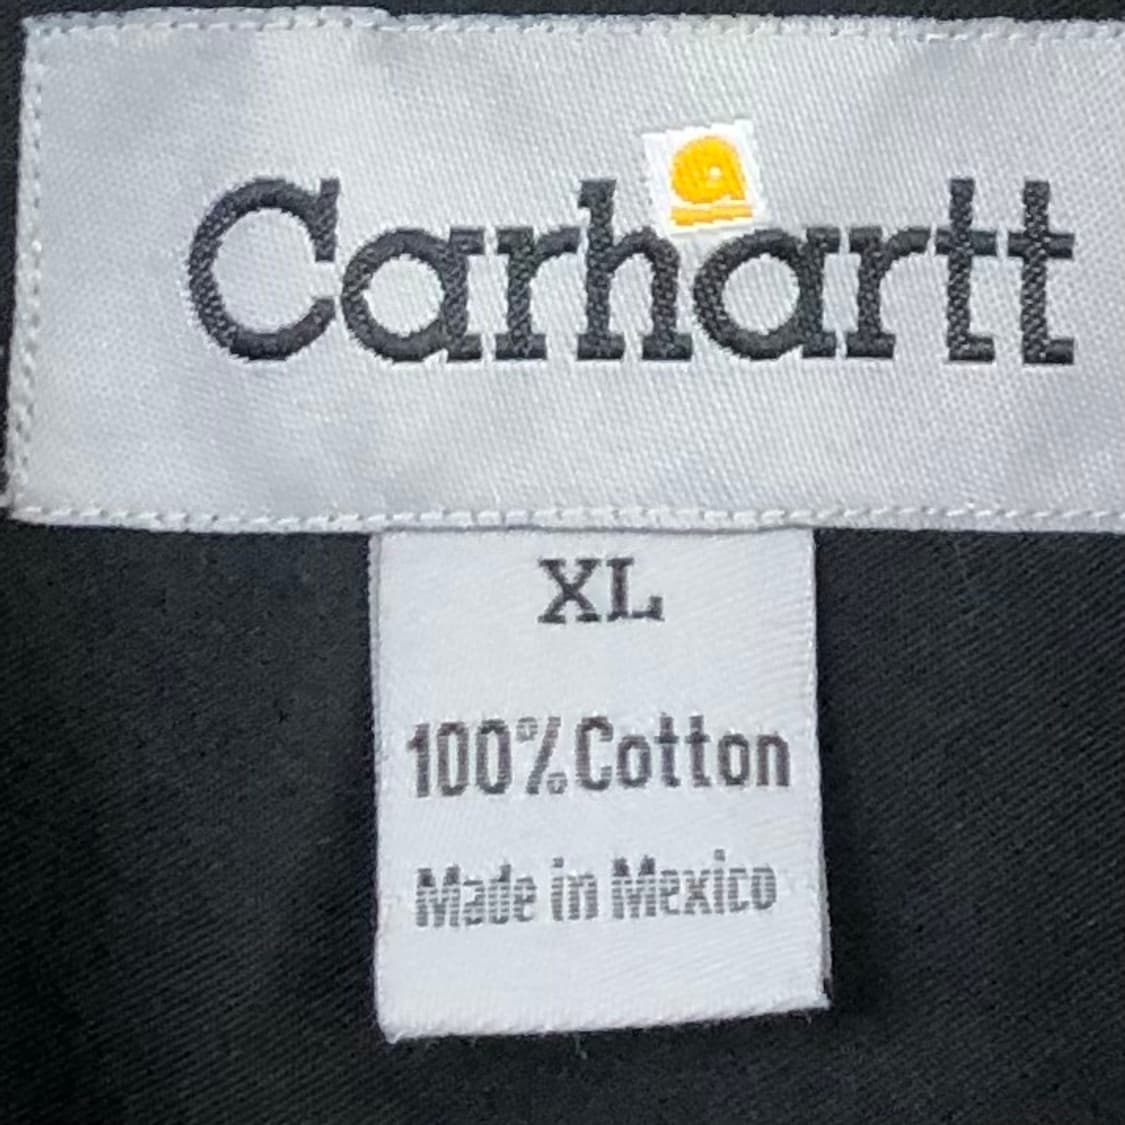 Carhartt
XL
100% Cotton
Made in Mexico